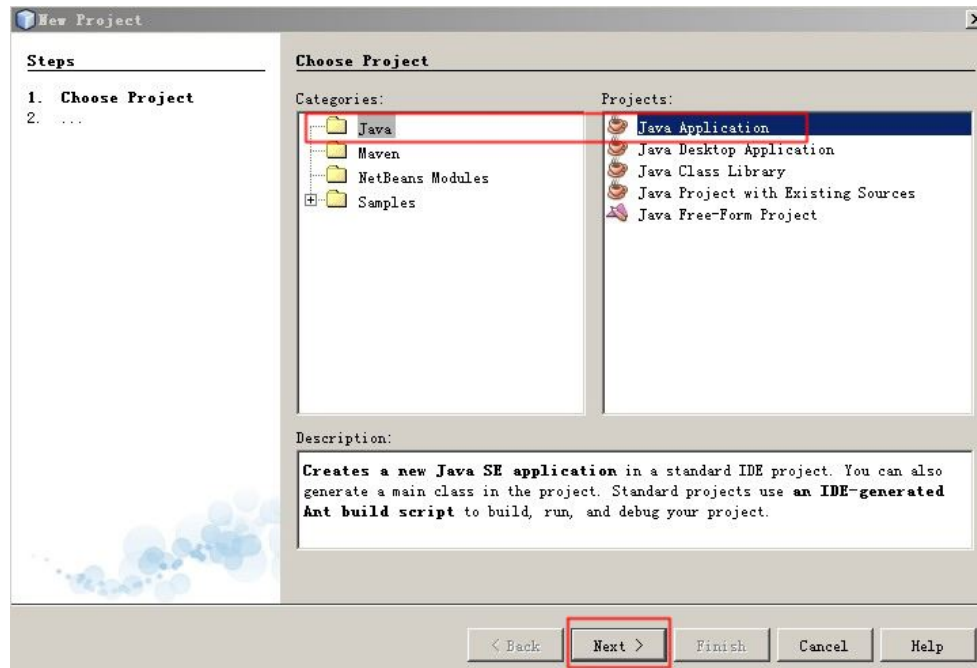 New Project
Steps
1. Choose Project
2. ...
Choose Project
Categories:
Java
Maven
NetBeans Modules
Samples
Projects:
Java Application
Java Desktop Application
Java Class Library
Java Project with Existing Sources
Java Free-Form Project
Description:
Creates a new Java SE application in a standard IDE project. You can also
generate a main class in the project. Standard projects use an IDE-generated
Ant build script to build, run, and debug your project.
< Back
Next >
Finish
Cancel
Help